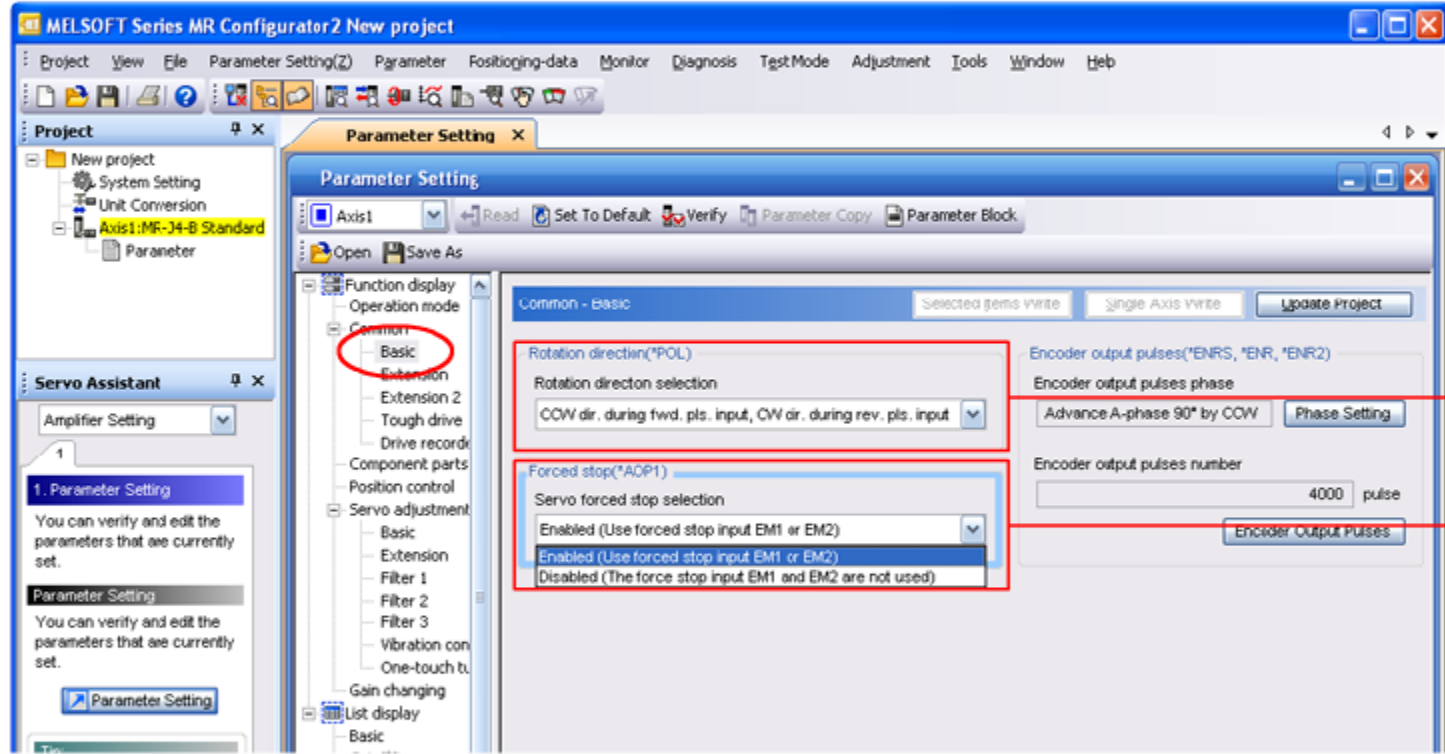 MELSOFT Series MR Configurator2 New project
Project View File Parameter Setting(Z) Parameter Positioning-data Monitor Diagnosis Test Mode Adjustment Tools Window Help
Project
New project
System Setting
Unit Conversion
Axis1:MR-J4-B Standard
Parameter
Servo Assistant
Amplifier Setting
1
1. Parameter Setting
You can verify and edit the
parameters that are currently
set.
Parameter Setting
You can verify and edit the
parameters that are currently
set.
Parameter Setting
Parameter Setting
Parameter Setting
Axis1 Read Set To Default Verify Parameter Copy Parameter Block
Open Save As
Function display
Operation mode
Common
Basic
Extension
Extension 2
Tough drive
Drive recorde
Component parts
Position control
Servo adjustment
Basic
Extension
Filter 1
Filter 2
Filter 3
Vibration con
One-touch tu
Gain changing
List display
Basic
Common - Basic Selected Items Write Single Axis Write Update Project
Rotation direction(*POL)
Rotation directon selection
CCW dir. during fwd. pls. input, CW dir. during rev. pls. input
Forced stop(*AOP1)
Servo forced stop selection
Enabled (Use forced stop input EM1 or EM2)
Enabled (Use forced stop input EM1 or EM2)
Disabled (The force stop input EM1 and EM2 are not used)
Encoder output pulses(*ENRS, *ENR, *ENR2)
Encoder output pulses phase
Advance A-phase 90° by CCW Phase Setting
Encoder output pulses number
4000 pulse
Encoder Output Pulses